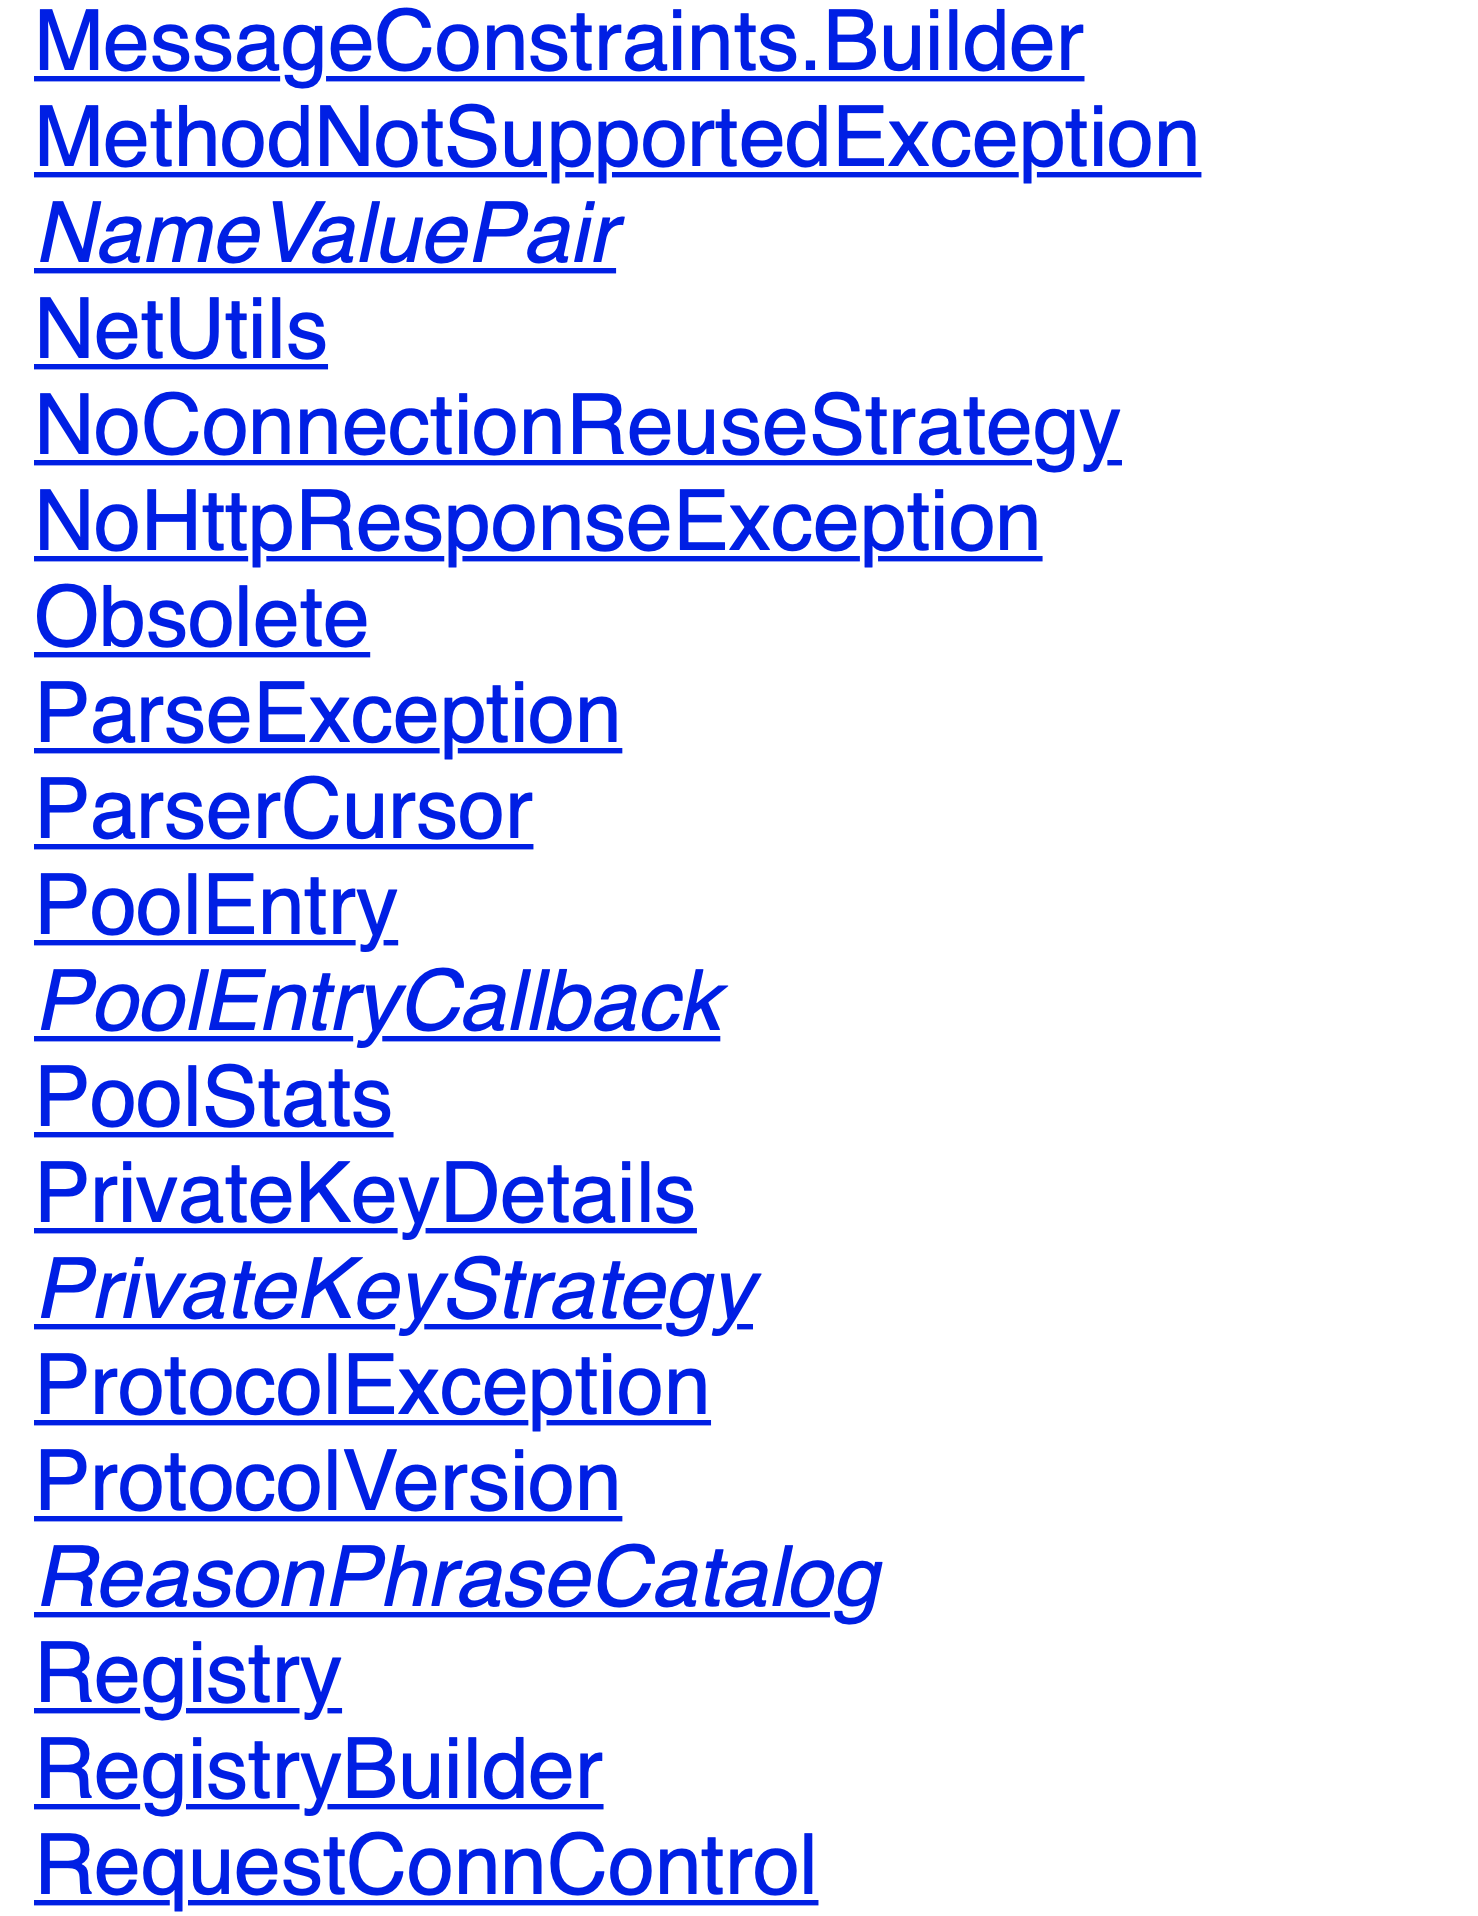 MessageConstraints.Builder
MethodNotSupportedException
NameValuePair
NetUtils
NoConnectionReuseStrategy
NoHttpResponseException
Obsolete
ParseException
ParserCursor
PoolEntry
PoolEntryCallback
PoolStats
PrivateKeyDetails
PrivateKeyStrategy
ProtocolException
ProtocolVersion
ReasonPhraseCatalog
Registry
RegistryBuilder
RequestConnControl